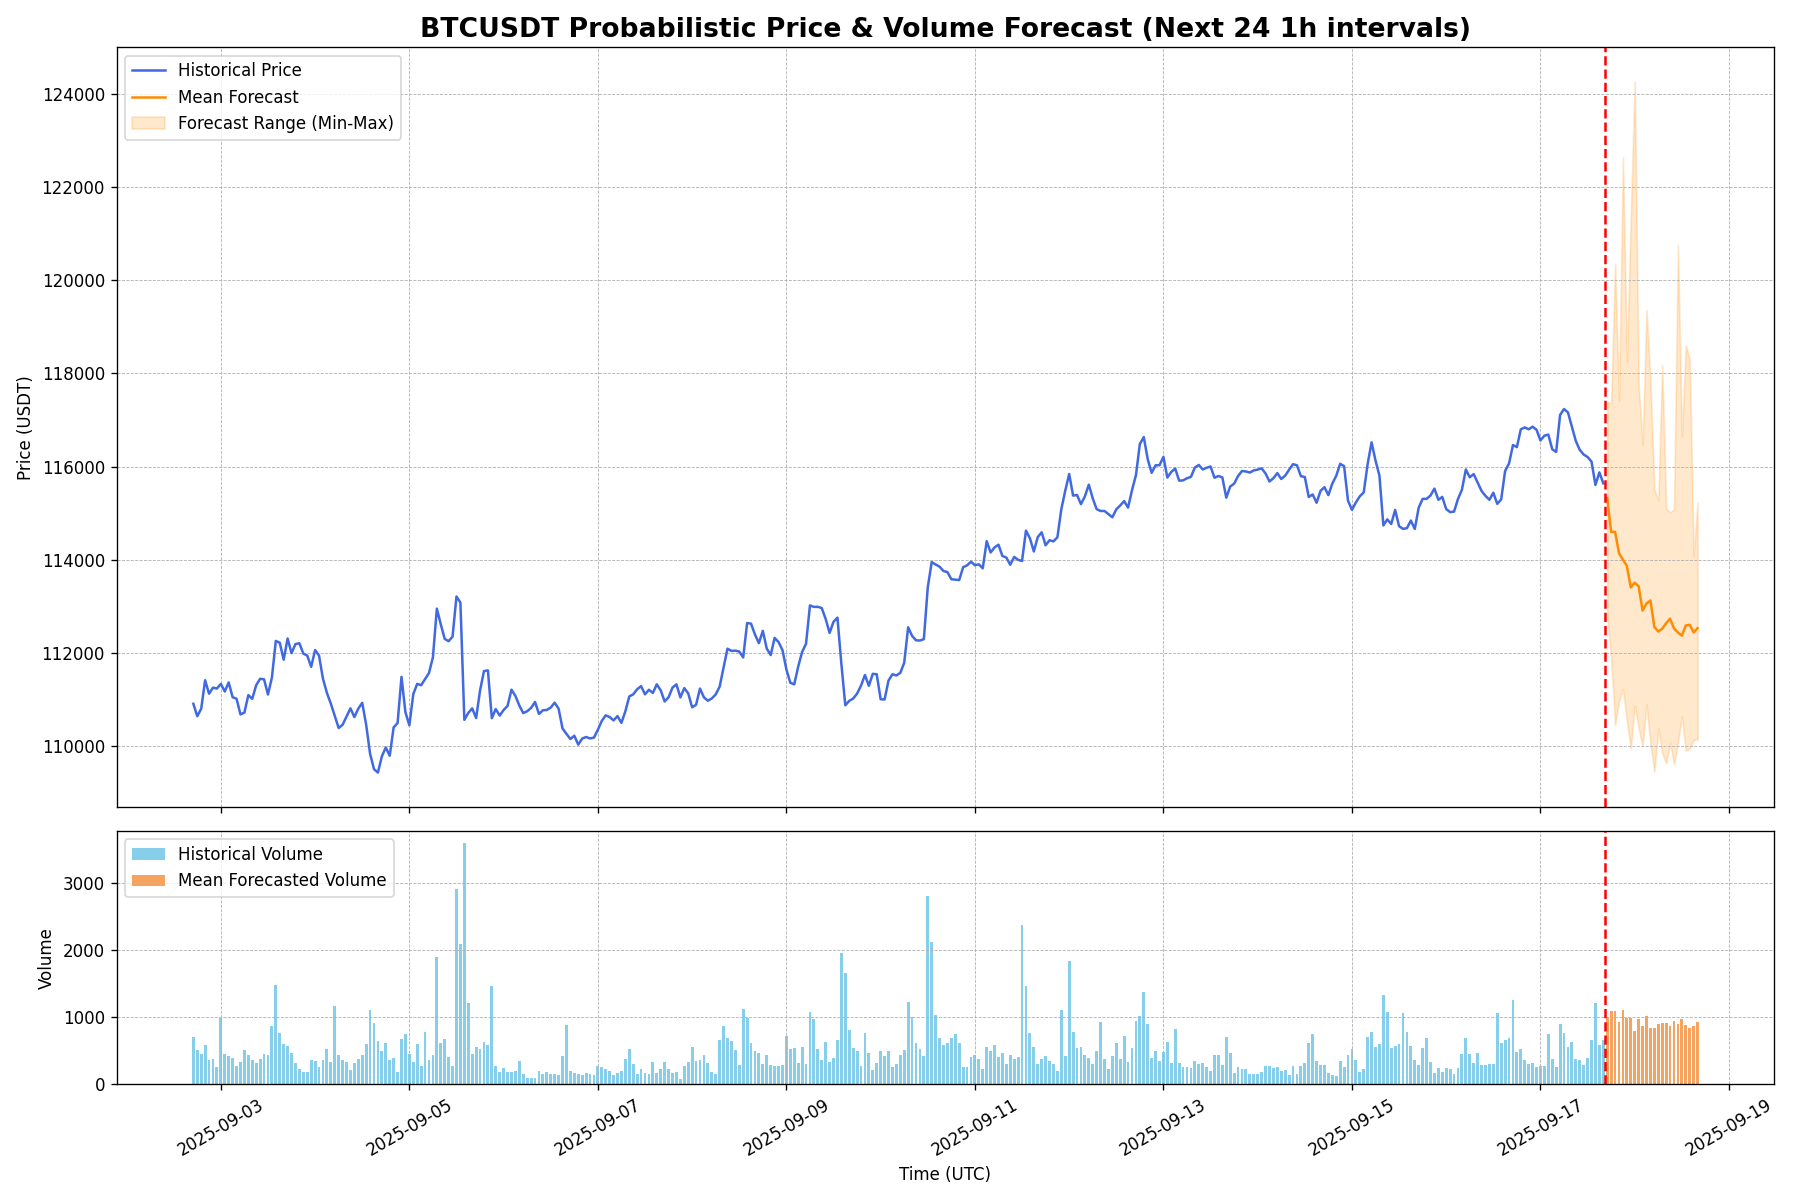 BTCUSDT Probabilistic Price & Volume Forecast (Next 24 1h intervals)
Historical Price
Mean Forecast
Forecast Range (Min-Max)
Price (USDT)
124000
122000
120000
118000
116000
114000
112000
110000
Historical Volume
Mean Forecasted Volume
Volume
3000
2000
1000
0
2025-09-03
2025-09-05
2025-09-07
2025-09-09
2025-09-11
2025-09-13
2025-09-15
2025-09-17
2025-09-19
Time (UTC)